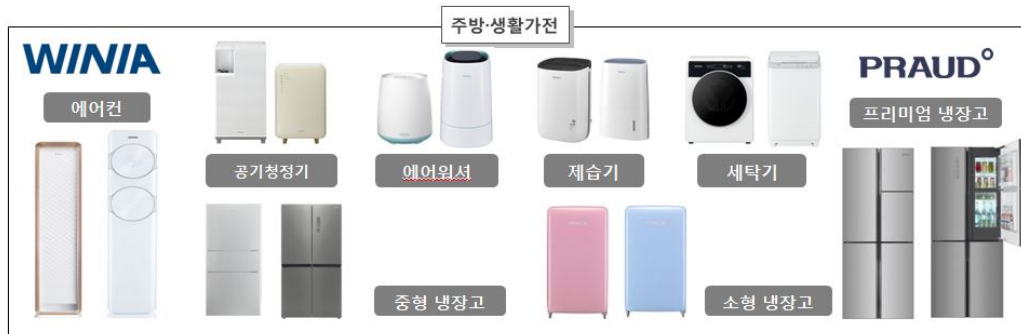 주방·생활가전
WINIA
PRAUD
에어컨
프리미엄 냉장고
공기청정기
에어워셔
제습기
세탁기
중형 냉장고
소형 냉장고